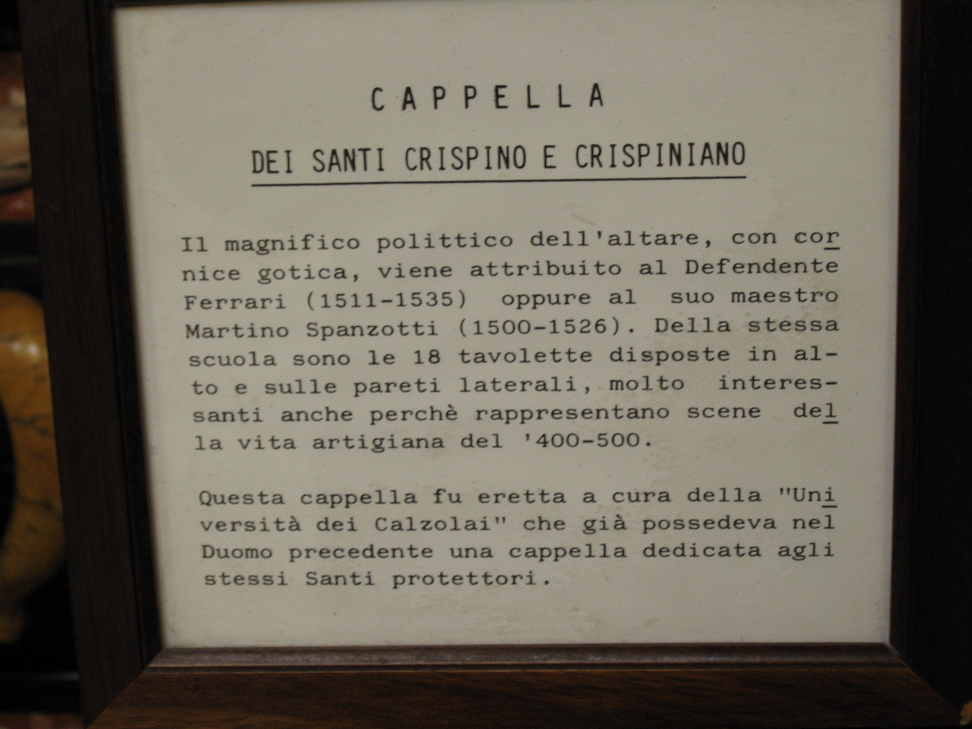 CAPPELLA
DEI SANTI CRISPINO E CRISPINIANO
Il magnifico polittico dell'altare, con cor
nice gotica, viene attribuito al Defendente
Ferrari (1511-1535) oppure al suo maestro
Martino Spanzotti (1500-1526). Della stessa
scuola sono le 18 tavolette disposte in al-
to e sulle pareti laterali, molto interes-
santi anche perchè rappresentano scene del
la vita artigiana del '400-500.
Questa cappella fu eretta a cura della "Uni
versità dei Calzolai" che già possedeva nel
Duomo precedente una cappella dedicata agli
stessi Santi protettori.